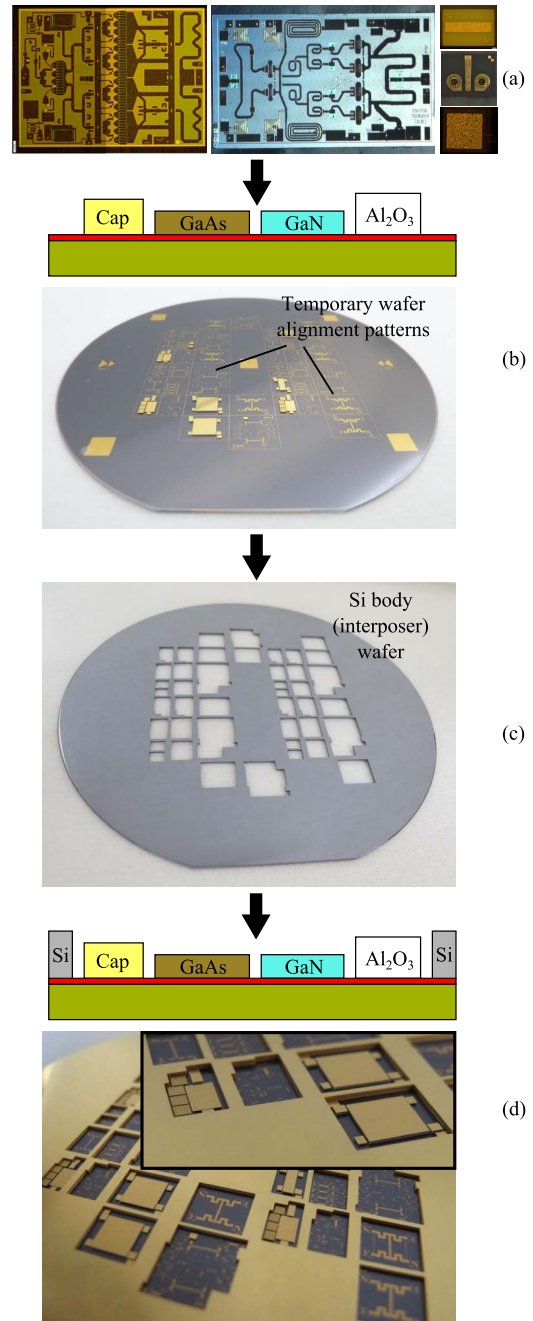 (a)
Cap
GaAs
GaN
Al₂O₃
Temporary wafer
alignment patterns
(b)
Si body
(interposer)
wafer
(c)
Si
Cap
GaAs
GaN
Al₂O₃
Si
(d)